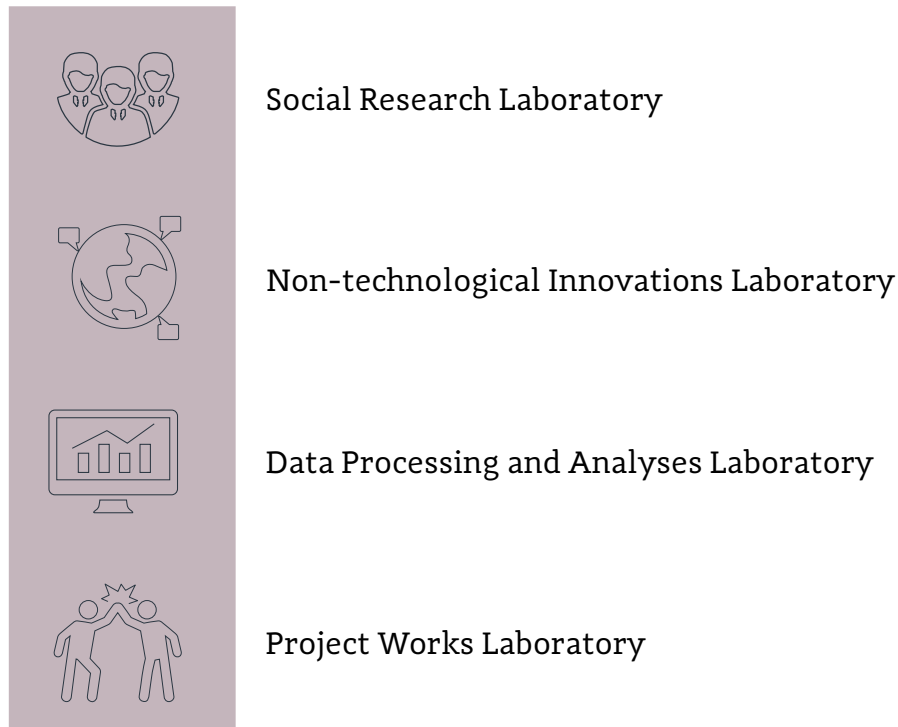 Social Research Laboratory
Non-technological Innovations Laboratory
Data Processing and Analyses Laboratory
Project Works Laboratory